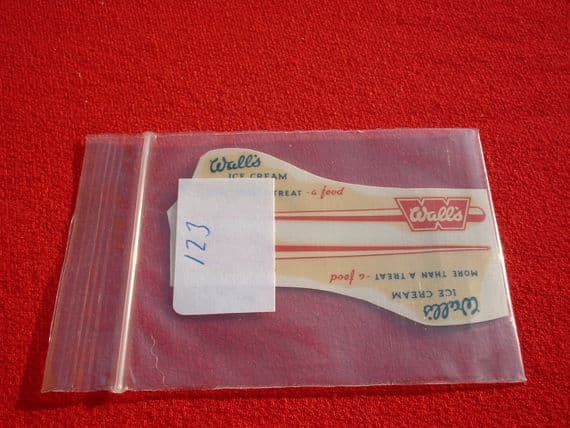 Wall's
ICE CREAM
TREAT - a food
Wall's
123
MORE THAN A TREAT - a food
ICE CREAM
Wall's